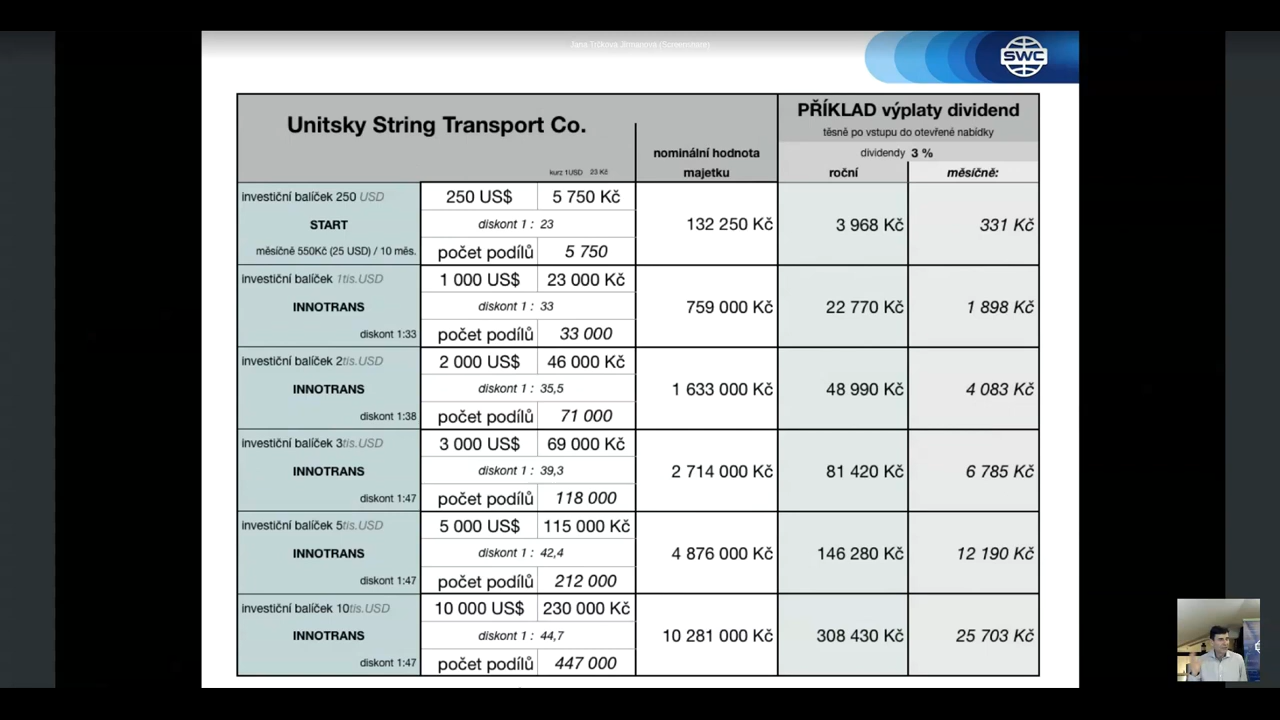 Jana Tržková Jirmanová (Screenshare)
SWC
Unitsky String Transport Co.
kurz 1USD 23 Kč
nominální hodnota
majetku
PŘÍKLAD výplaty dividend
těsně po vstupu do otevřené nabídky
dividendy 3 %
roční
měsíčně:
investiční balíček 250 USD
START
měsíčně 550Kč (25 USD) / 10 měs.
250 US$ 5 750 Kč
diskont 1 : 23
počet podílů 5 750
132 250 Kč
3 968 Kč
331 Kč
investiční balíček 1tis.USD
INNOTRANS
diskont 1:33
1 000 US$ 23 000 Kč
diskont 1 : 33
počet podílů 33 000
759 000 Kč
22 770 Kč
1 898 Kč
investiční balíček 2tis.USD
INNOTRANS
diskont 1:38
2 000 US$ 46 000 Kč
diskont 1 : 35,5
počet podílů 71 000
1 633 000 Kč
48 990 Kč
4 083 Kč
investiční balíček 3tis.USD
INNOTRANS
diskont 1:47
3 000 US$ 69 000 Kč
diskont 1 : 39,3
počet podílů 118 000
2 714 000 Kč
81 420 Kč
6 785 Kč
investiční balíček 5tis.USD
INNOTRANS
diskont 1:47
5 000 US$ 115 000 Kč
diskont 1 : 42,4
počet podílů 212 000
4 876 000 Kč
146 280 Kč
12 190 Kč
investiční balíček 10tis.USD
INNOTRANS
diskont 1:47
10 000 US$ 230 000 Kč
diskont 1 : 44,7
počet podílů 447 000
10 281 000 Kč
308 430 Kč
25 703 Kč